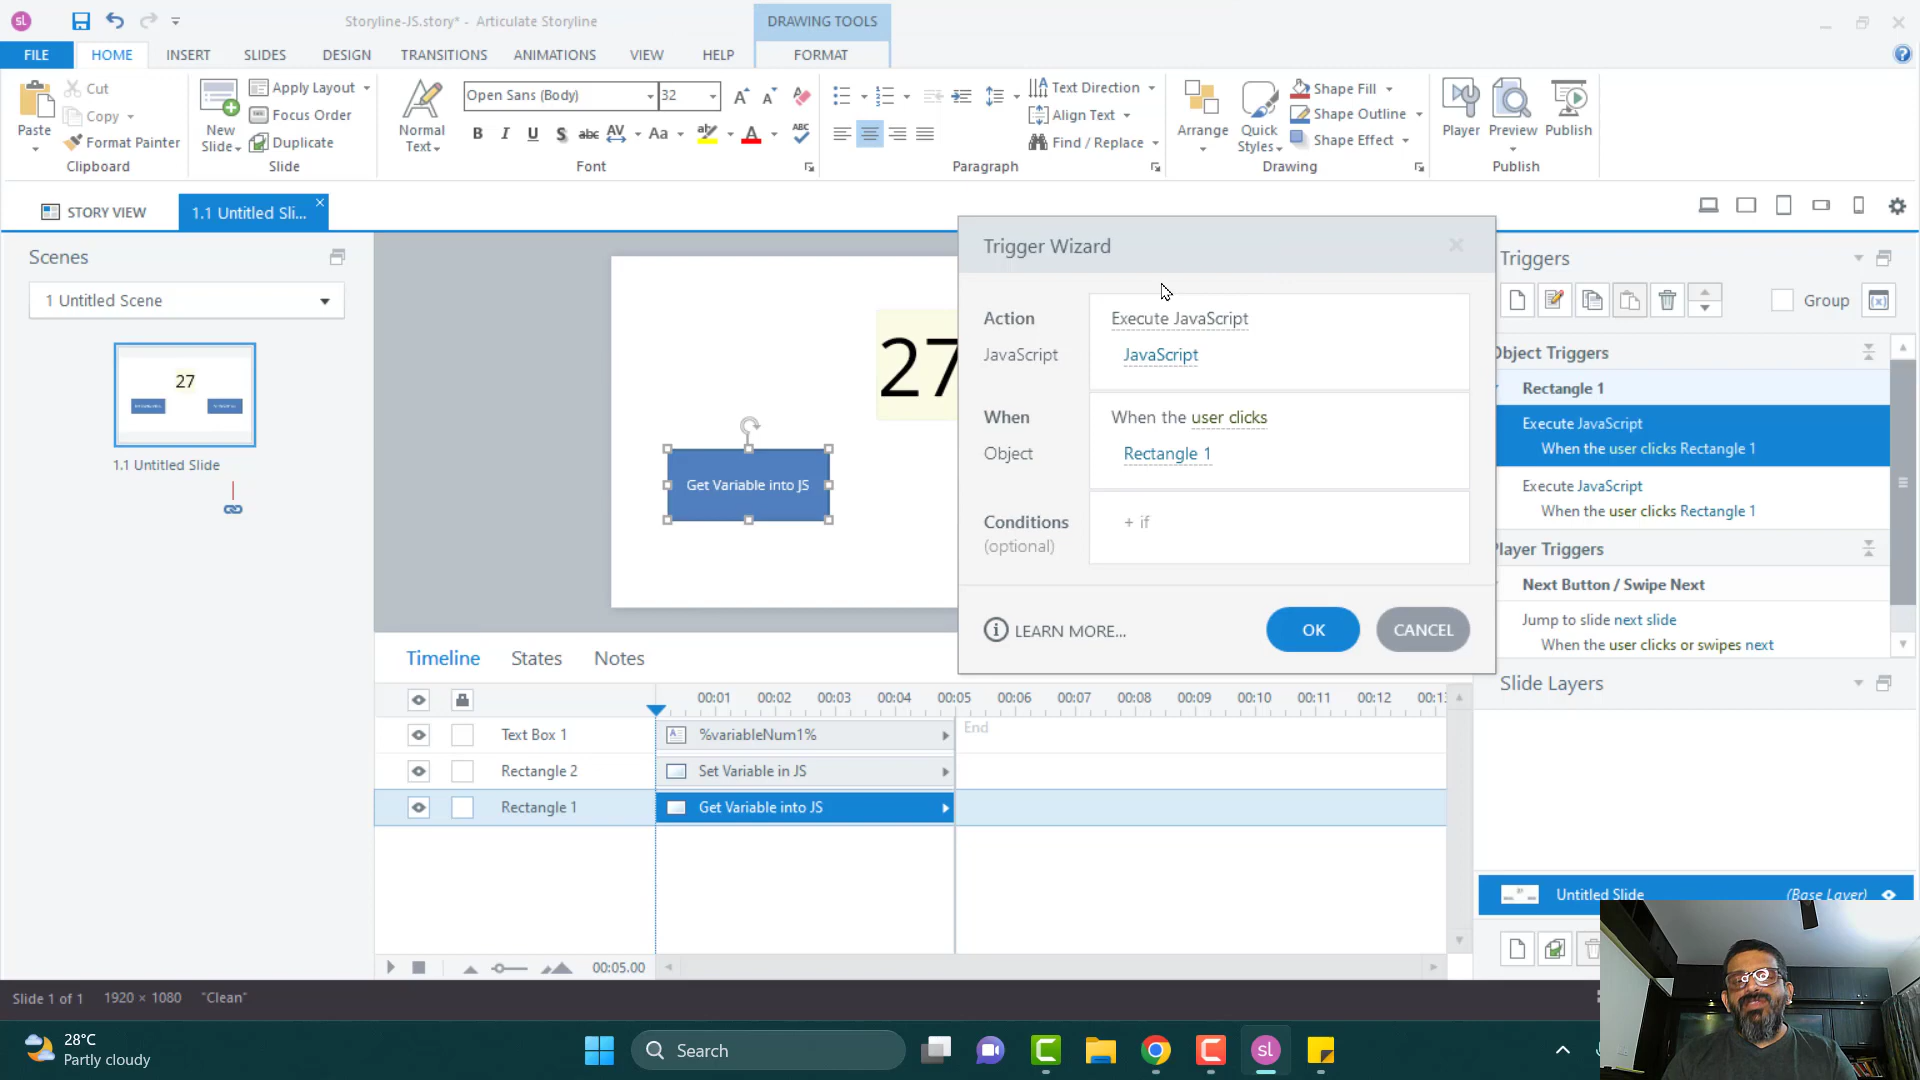 sl Storyline-JS.story* - Articulate Storyline DRAWING TOOLS
FILE HOME INSERT SLIDES DESIGN TRANSITIONS ANIMATIONS VIEW HELP FORMAT
Paste
Cut
Copy
Format Painter
Clipboard
New Slide
Apply Layout
Focus Order
Duplicate
Slide
Normal Text
Open Sans (Body) 32
B I U S abc AV Aa A ABC
Font
Text Direction
Align Text
Find / Replace
Paragraph
Arrange
Quick Styles
Shape Fill
Shape Outline
Shape Effect
Drawing
Player Preview Publish
Publish
STORY VIEW 1.1 Untitled Sli...
Scenes
1 Untitled Scene
27
1.1 Untitled Slide
27
Get Variable into JS
Trigger Wizard
Action Execute JavaScript
JavaScript JavaScript
When When the user clicks
Object Rectangle 1
Conditions + if
(optional)
LEARN MORE... OK CANCEL
Triggers
Group
Object Triggers
Rectangle 1
Execute JavaScript
When the user clicks Rectangle 1
Execute JavaScript
When the user clicks Rectangle 1
Player Triggers
Next Button / Swipe Next
Jump to slide next slide
When the user clicks or swipes next
Slide Layers
Untitled Slide (Base Layer)
Timeline States Notes
00:01 00:02 00:03 00:04 00:05 00:06 00:07 00:08 00:09 00:10 00:11 00:12
Text Box 1 %variableNum1% End
Rectangle 2 Set Variable in JS
Rectangle 1 Get Variable into JS
00:05.00
Slide 1 of 1 1920 × 1080 "Clean"
28°C
Partly cloudy
Search
sl